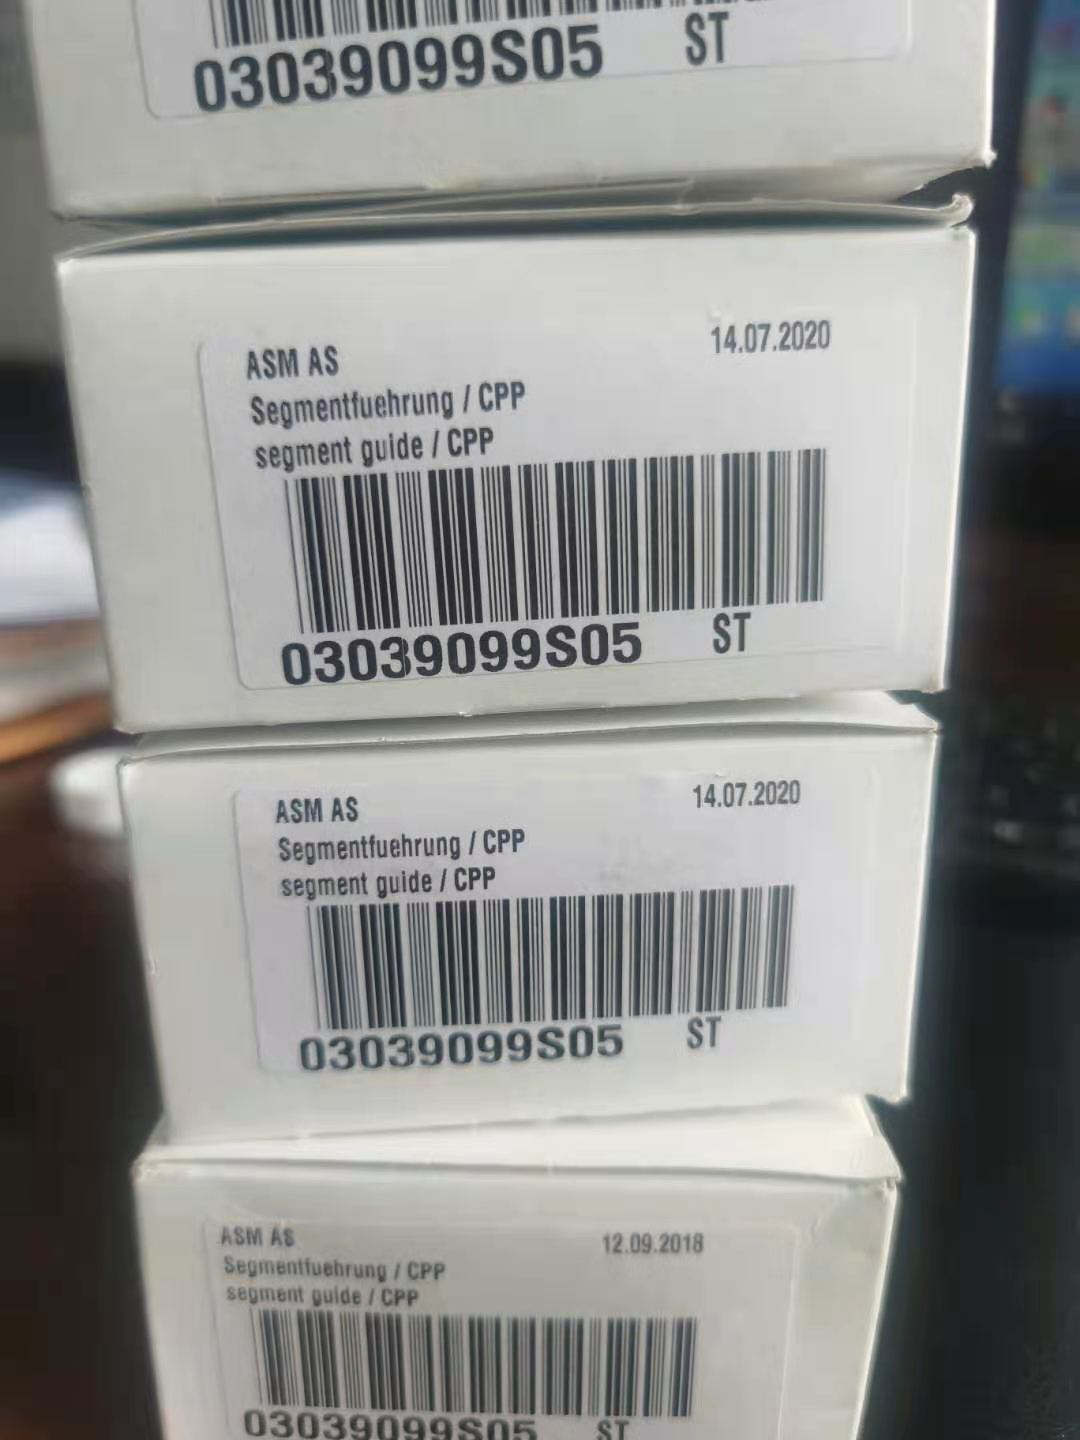 03039099S05 ST
ASM AS 14.07.2020
Segmentfuehrung / CPP
segment guide / CPP
03039099S05 ST
ASM AS 14.07.2020
Segmentfuehrung / CPP
segment guide / CPP
03039099S05 ST
ASM AS 12.09.2018
Segmentfuehrung / CPP
segment guide / CPP
03039099S05 ST